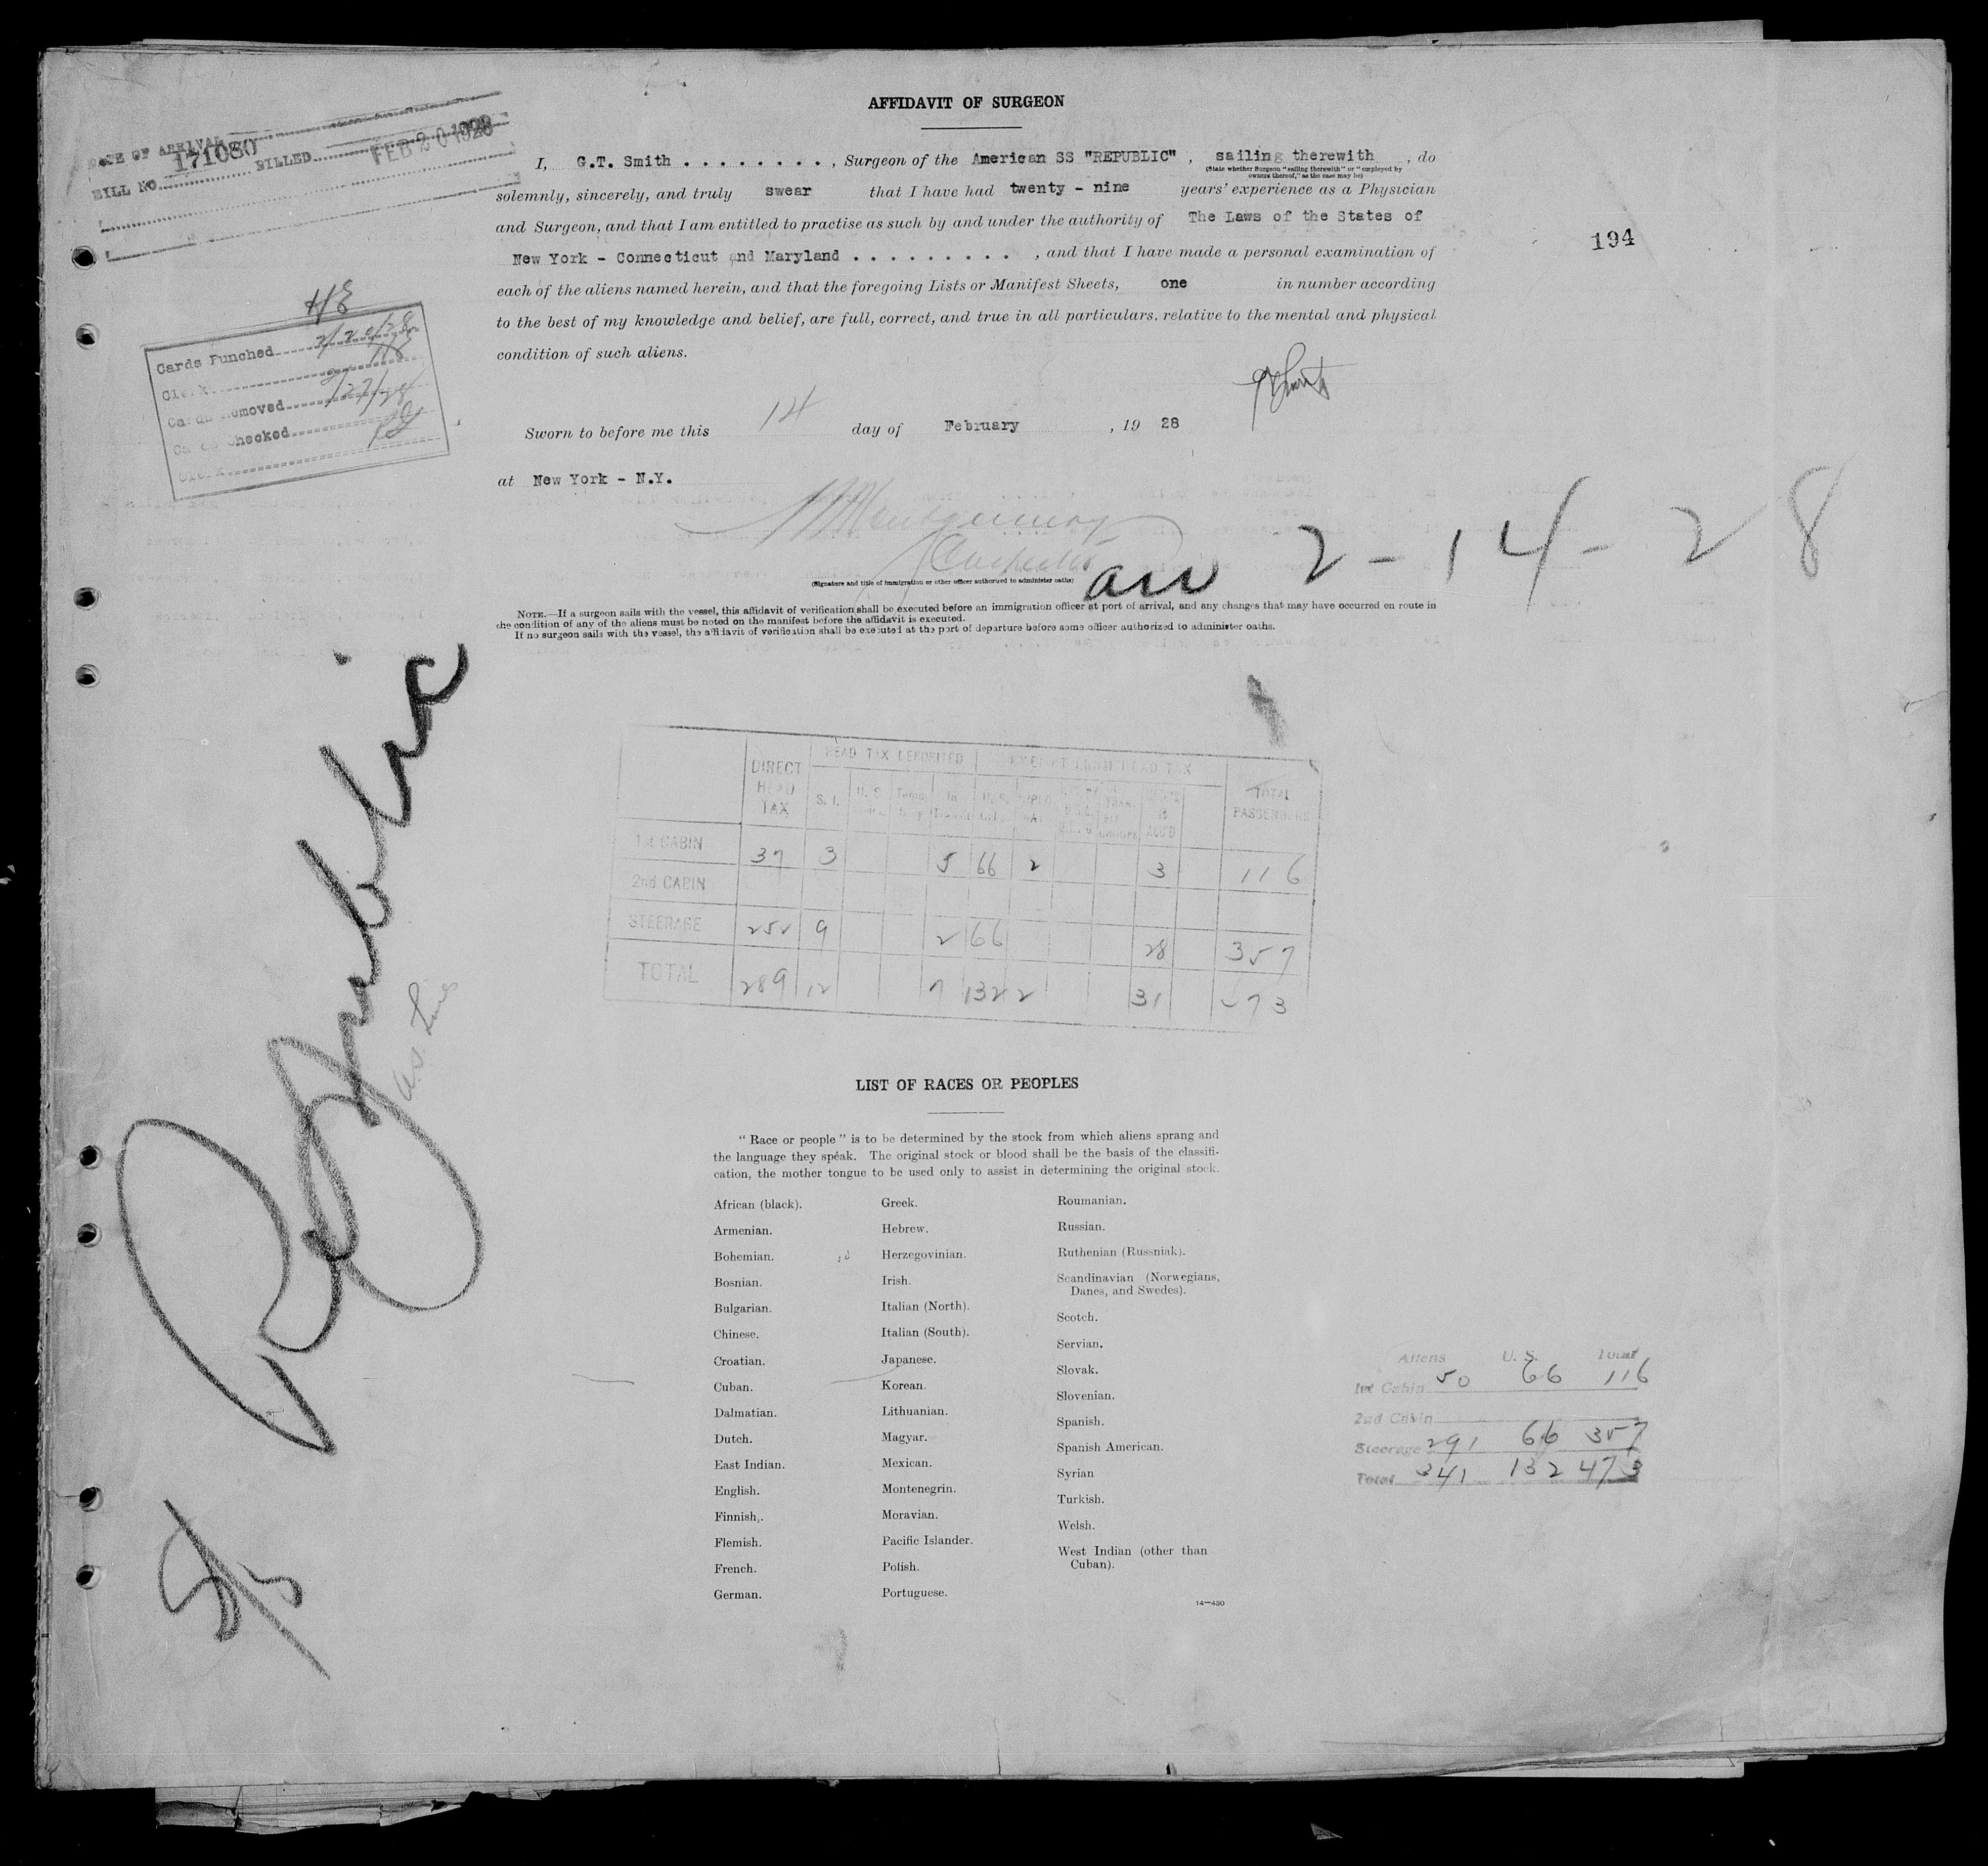 AFFIDAVIT OF SURGEON
DATE OF ARRIVAL
BILL NO. 171080 BILLED FEB 20 1928
I, G.T. Smith . . . . . . . . , Surgeon of the American SS "REPUBLIC" , sailing therewith , do
(State whether Surgeon "sailing therewith" or "employed by
owners thereof," as the case may be)
solemnly, sincerely, and truly swear that I have had twenty - nine years' experience as a Physician
and Surgeon, and that I am entitled to practise as such by and under the authority of The Laws of the States of
New York - Connecticut and Maryland . . . . . . . . . , and that I have made a personal examination of
each of the aliens named herein, and that the foregoing Lists or Manifest Sheets, one in number according
to the best of my knowledge and belief, are full, correct, and true in all particulars, relative to the mental and physical
condition of such aliens.
194
HE
Cards Punched
Clerk
Cards Removed 2/27/28
Cards Checked
Clerk
Sworn to before me this 14 day of February , 19 28
at New York - N.Y.
Montgomery
(Signature and title of immigration or other officer authorized to administer oaths)
arr 2-14-28
NOTE.—If a surgeon sails with the vessel, this affidavit of verification shall be executed before an immigration officer at port of arrival, and any changes that may have occurred en route in
the condition of any of the aliens must be noted on the manifest before the affidavit is executed.
If no surgeon sails with the vessel, the affidavit of verification shall be executed at the port of departure before some officer authorized to administer oaths.
Republic
S/S
HEAD TAX DEPOSITED EXEMPT FROM HEAD TAX
DIRECT HEAD TAX S. I. In U. S. TOTAL PASSENGERS
1st CABIN 37 3 5 66 2 3 116
2nd CABIN
STEERAGE 252 9 2 66 28 357
TOTAL 289 12 7 132 2 31 473
LIST OF RACES OR PEOPLES
" Race or people " is to be determined by the stock from which aliens sprang and
the language they speak. The original stock or blood shall be the basis of the classifi-
cation, the mother tongue to be used only to assist in determining the original stock.
African (black).
Armenian.
Bohemian.
Bosnian.
Bulgarian.
Chinese.
Croatian.
Cuban.
Dalmatian.
Dutch.
East Indian.
English.
Finnish.
Flemish.
French.
German.
Greek.
Hebrew.
Herzegovinian.
Irish.
Italian (North).
Italian (South).
Japanese.
Korean.
Lithuanian.
Magyar.
Mexican.
Montenegrin.
Moravian.
Pacific Islander.
Polish.
Portuguese.
Roumanian.
Russian.
Ruthenian (Russniak).
Scandinavian (Norwegians,
Danes, and Swedes).
Scotch.
Servian.
Slovak.
Slovenian.
Spanish.
Spanish American.
Syrian
Turkish.
Welsh.
West Indian (other than
Cuban).
14—430
Aliens U. S. Total
1st Cabin 50 66 116
2nd Cabin
Steerage 291 66 357
Total 341 132 473